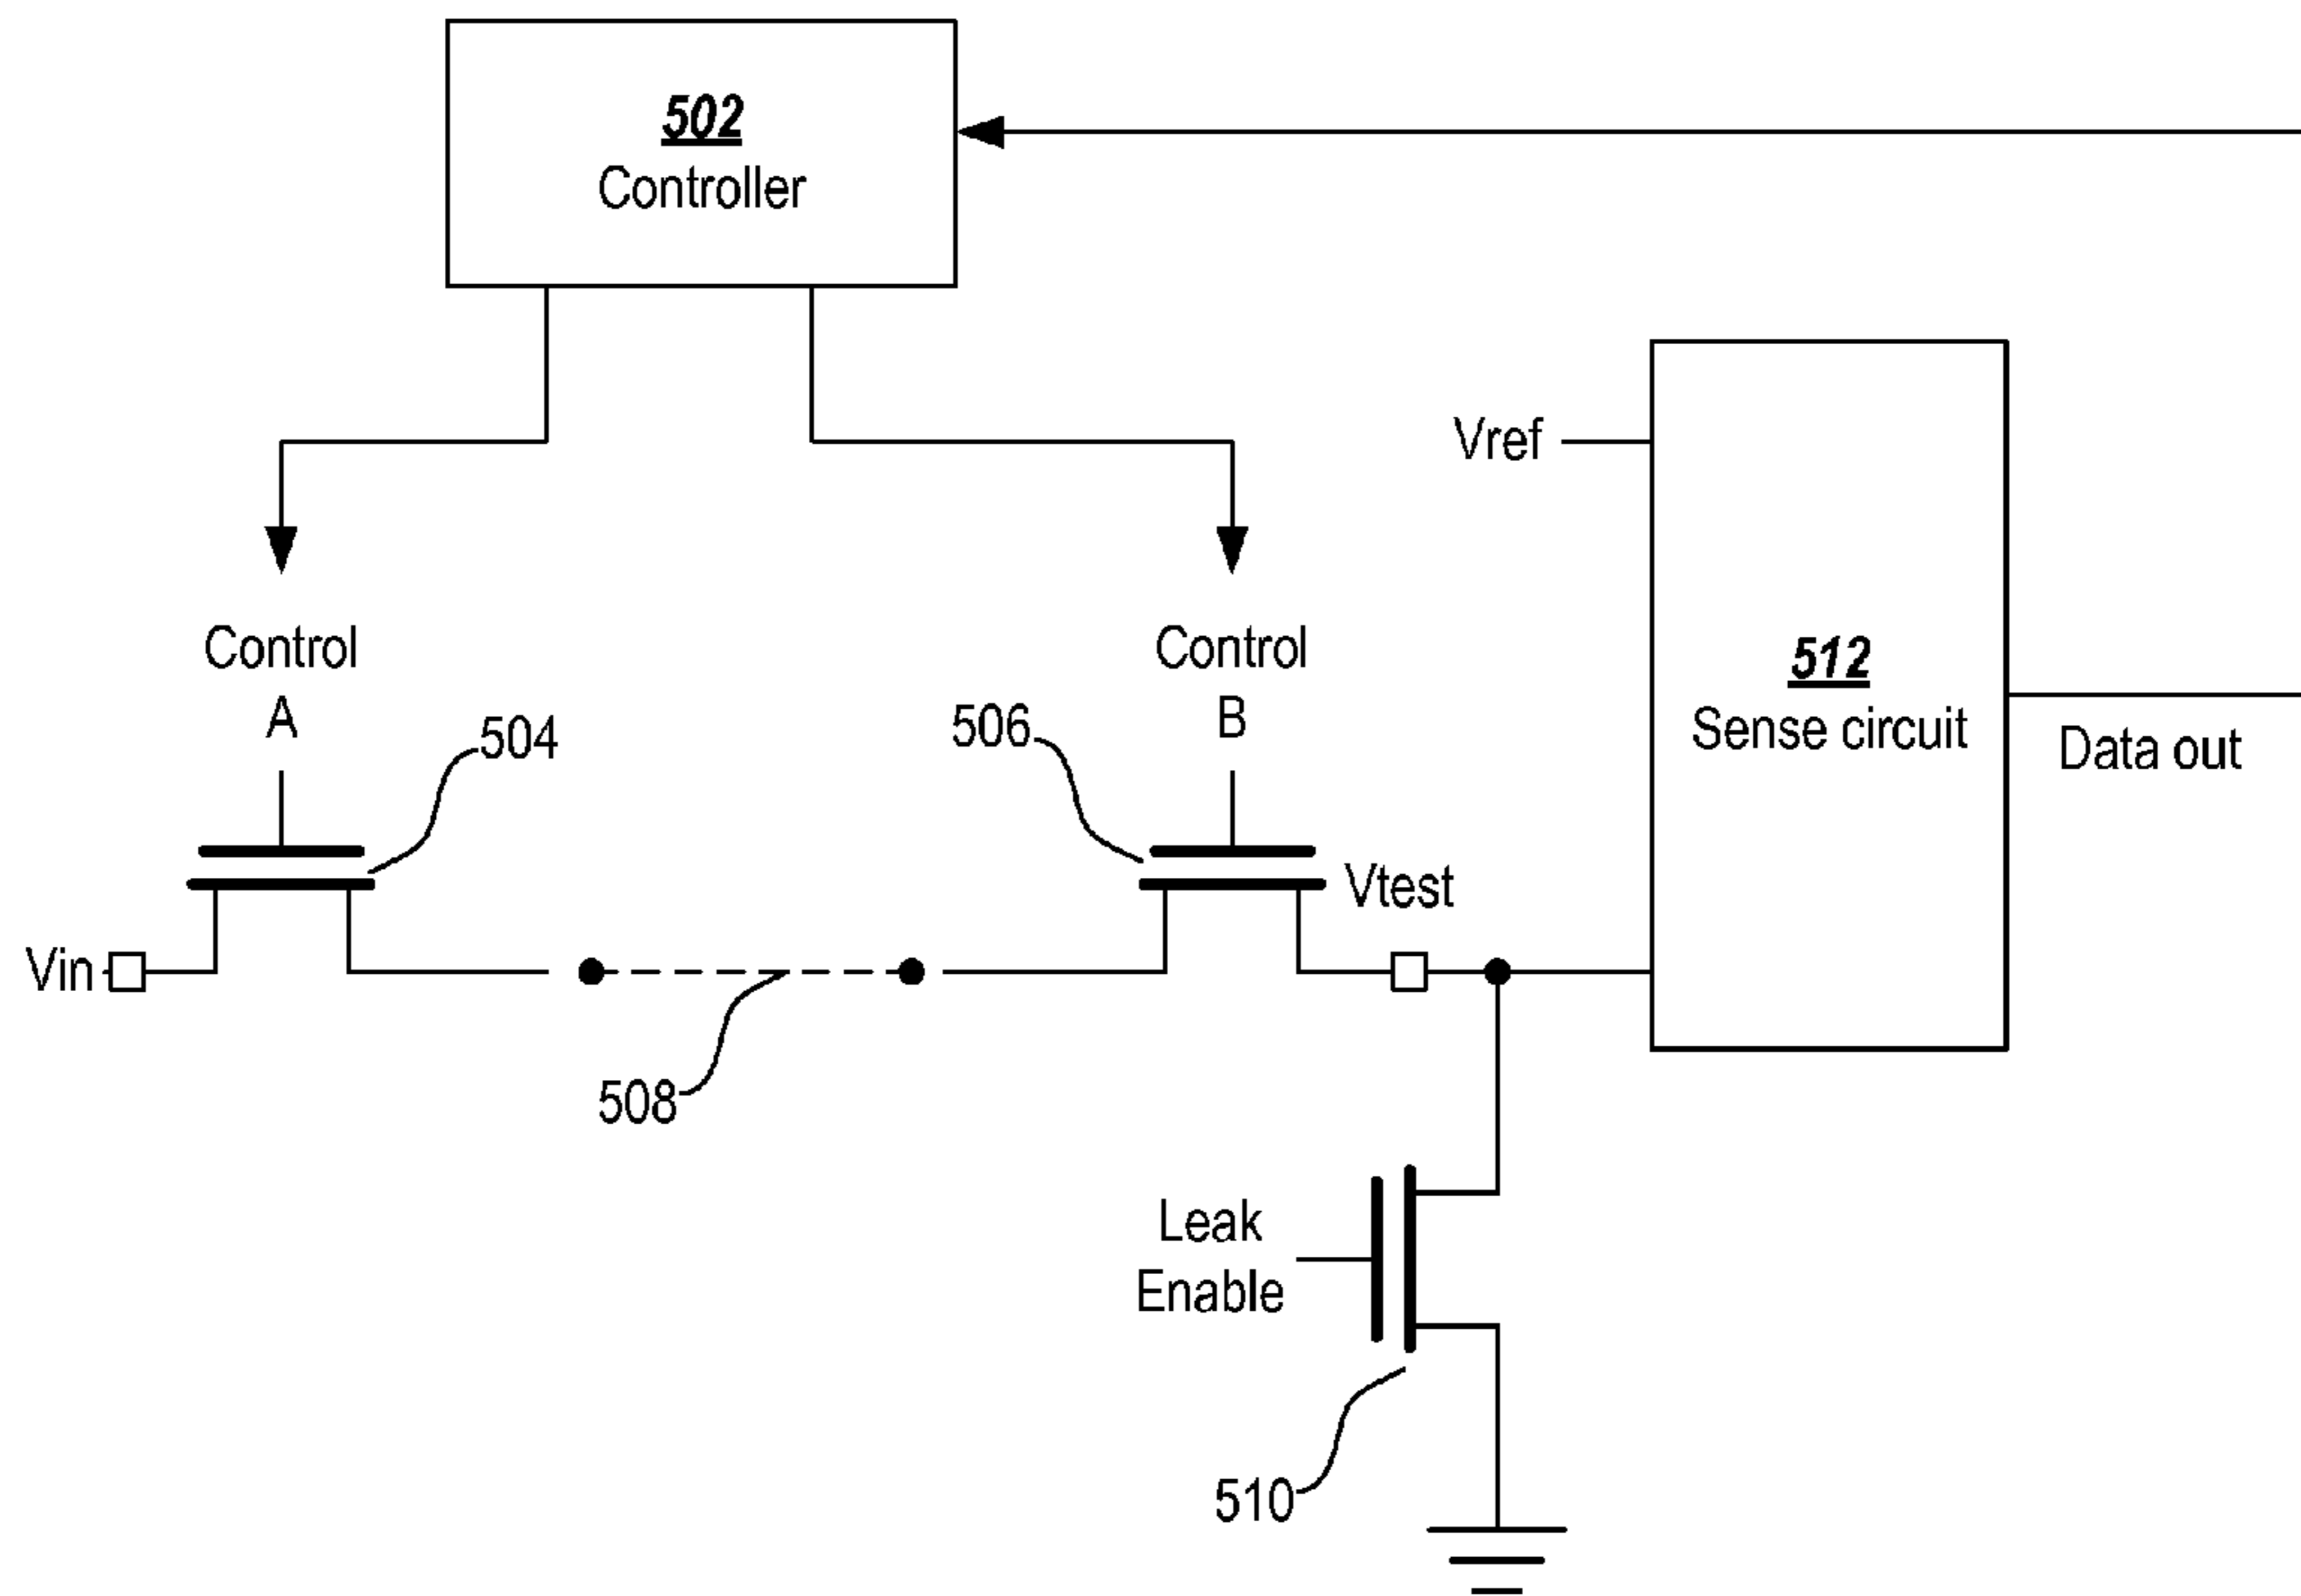 502
Controller
Vref
Control
A
Control
B
512
Sense circuit
Data out
504
506
Vtest
Vin
508
Leak
Enable
510